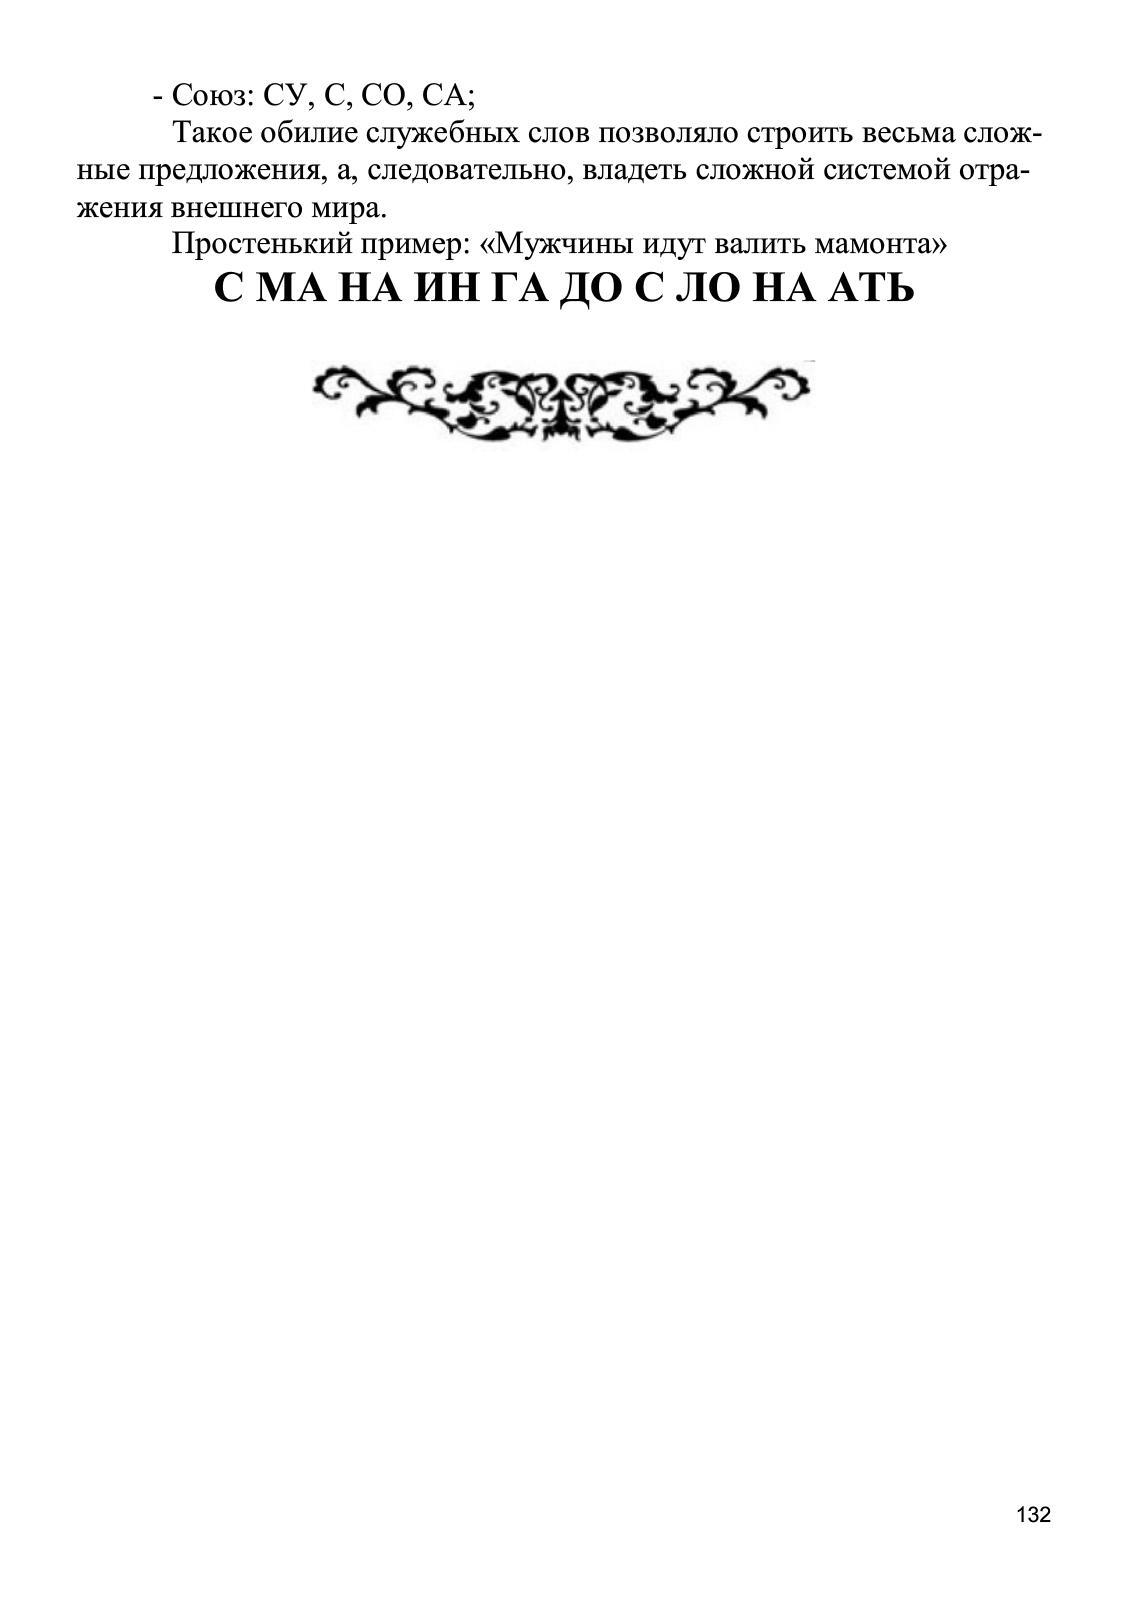 - Союз: СУ, С, СО, СА;
Такое обилие служебных слов позволяло строить весьма слож-
ные предложения, а, следовательно, владеть сложной системой отра-
жения внешнего мира.
Простенький пример: «Мужчины идут валить мамонта»
С МА НА ИН ГА ДО С ЛО НА АТЬ
132